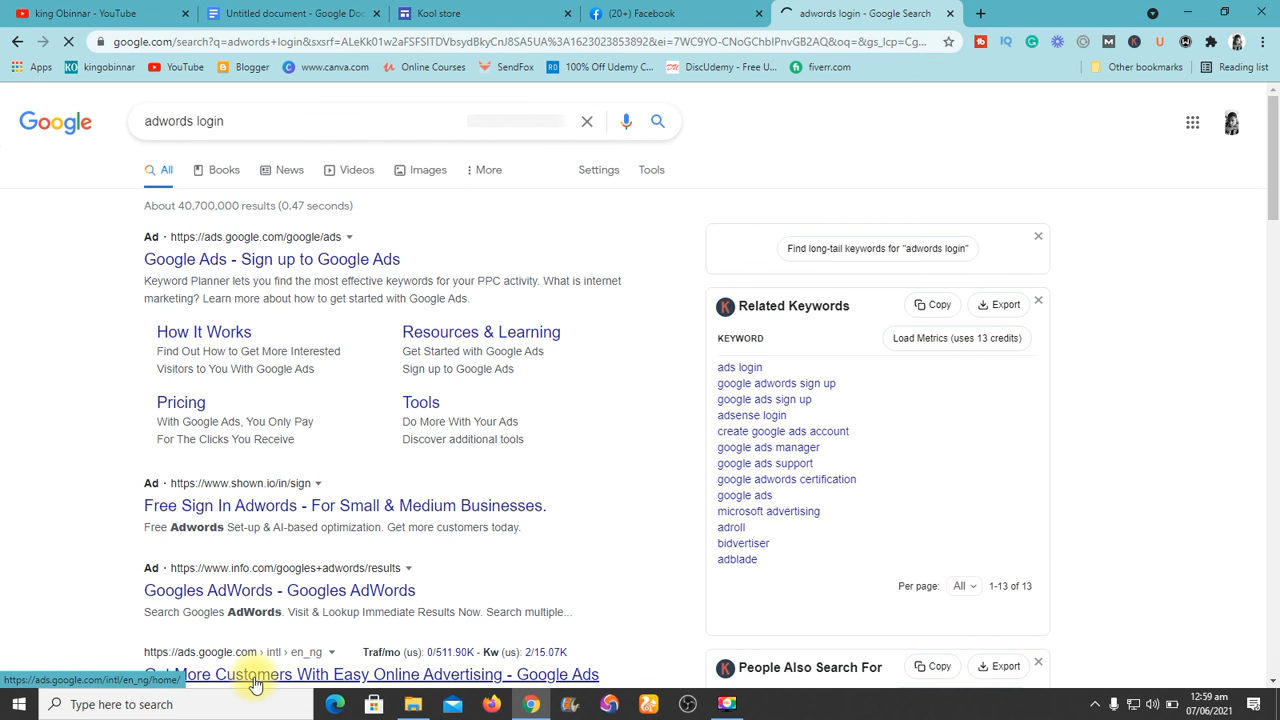 king Obinnar - YouTube
Untitled document - Google Doc
Kool store
(20+) Facebook
adwords login - Google Search
google.com/search?q=adwords+login&sxsrf=ALeKk01w2aFSFSITDVbsydBkyCnJ8SA5UA%3A1623023853892&ei=7WC9YO-CNoGChbIPnvGB2AQ&oq=&gs_lcp=Cg...
Apps
kingobinnar
YouTube
Blogger
www.canva.com
Online Courses
SendFox
100% Off Udemy C...
DiscUdemy - Free U...
fiverr.com
Other bookmarks
Reading list
Google
adwords login
All
Books
News
Videos
Images
More
Settings
Tools
About 40,700,000 results (0.47 seconds)
Ad · https://ads.google.com/google/ads
Google Ads - Sign up to Google Ads
Keyword Planner lets you find the most effective keywords for your PPC activity. What is internet
marketing? Learn more about how to get started with Google Ads.
How It Works
Find Out How to Get More Interested
Visitors to You With Google Ads
Resources & Learning
Get Started with Google Ads
Sign up to Google Ads
Pricing
With Google Ads, You Only Pay
For The Clicks You Receive
Tools
Do More With Your Ads
Discover additional tools
Ad · https://www.shown.io/in/sign
Free Sign In Adwords - For Small & Medium Businesses.
Free Adwords Set-up & AI-based optimization. Get more customers today.
Ad · https://www.info.com/googles+adwords/results
Googles AdWords - Googles AdWords
Search Googles AdWords. Visit & Lookup Immediate Results Now. Search multiple...
https://ads.google.com › intl › en_ng
Traf/mo (us): 0/511.90K - Kw (us): 2/15.07K
Get More Customers With Easy Online Advertising - Google Ads
Find long-tail keywords for "adwords login"
Related Keywords
Copy
Export
KEYWORD
Load Metrics (uses 13 credits)
ads login
google adwords sign up
google ads sign up
adsense login
create google ads account
google ads manager
google ads support
google adwords certification
google ads
microsoft advertising
adroll
bidvertiser
adblade
Per page: All 1-13 of 13
People Also Search For
Copy
Export
https://ads.google.com/intl/en_ng/home/
Type here to search
12:59 am
07/06/2021